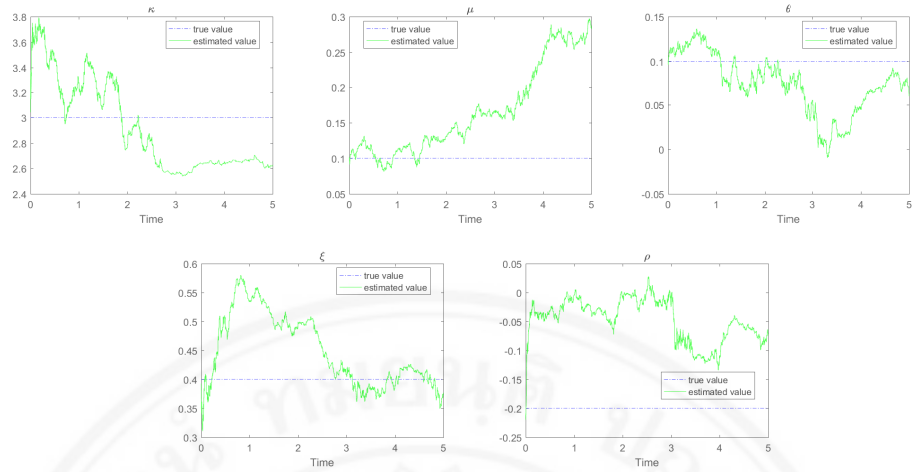 κ
3.8
3.6
3.4
3.2
3
2.8
2.6
2.4
0 1 2 3 4 5
Time
true value
estimated value
μ
0.3
0.25
0.2
0.15
0.1
0.05
0 1 2 3 4 5
Time
true value
estimated value
θ
0.15
0.1
0.05
0
-0.05
0 1 2 3 4 5
Time
true value
estimated value
ξ
0.6
0.55
0.5
0.45
0.4
0.35
0.3
0 1 2 3 4 5
Time
true value
estimated value
ρ
0.05
0
-0.05
-0.1
-0.15
-0.2
-0.25
0 1 2 3 4 5
Time
true value
estimated value